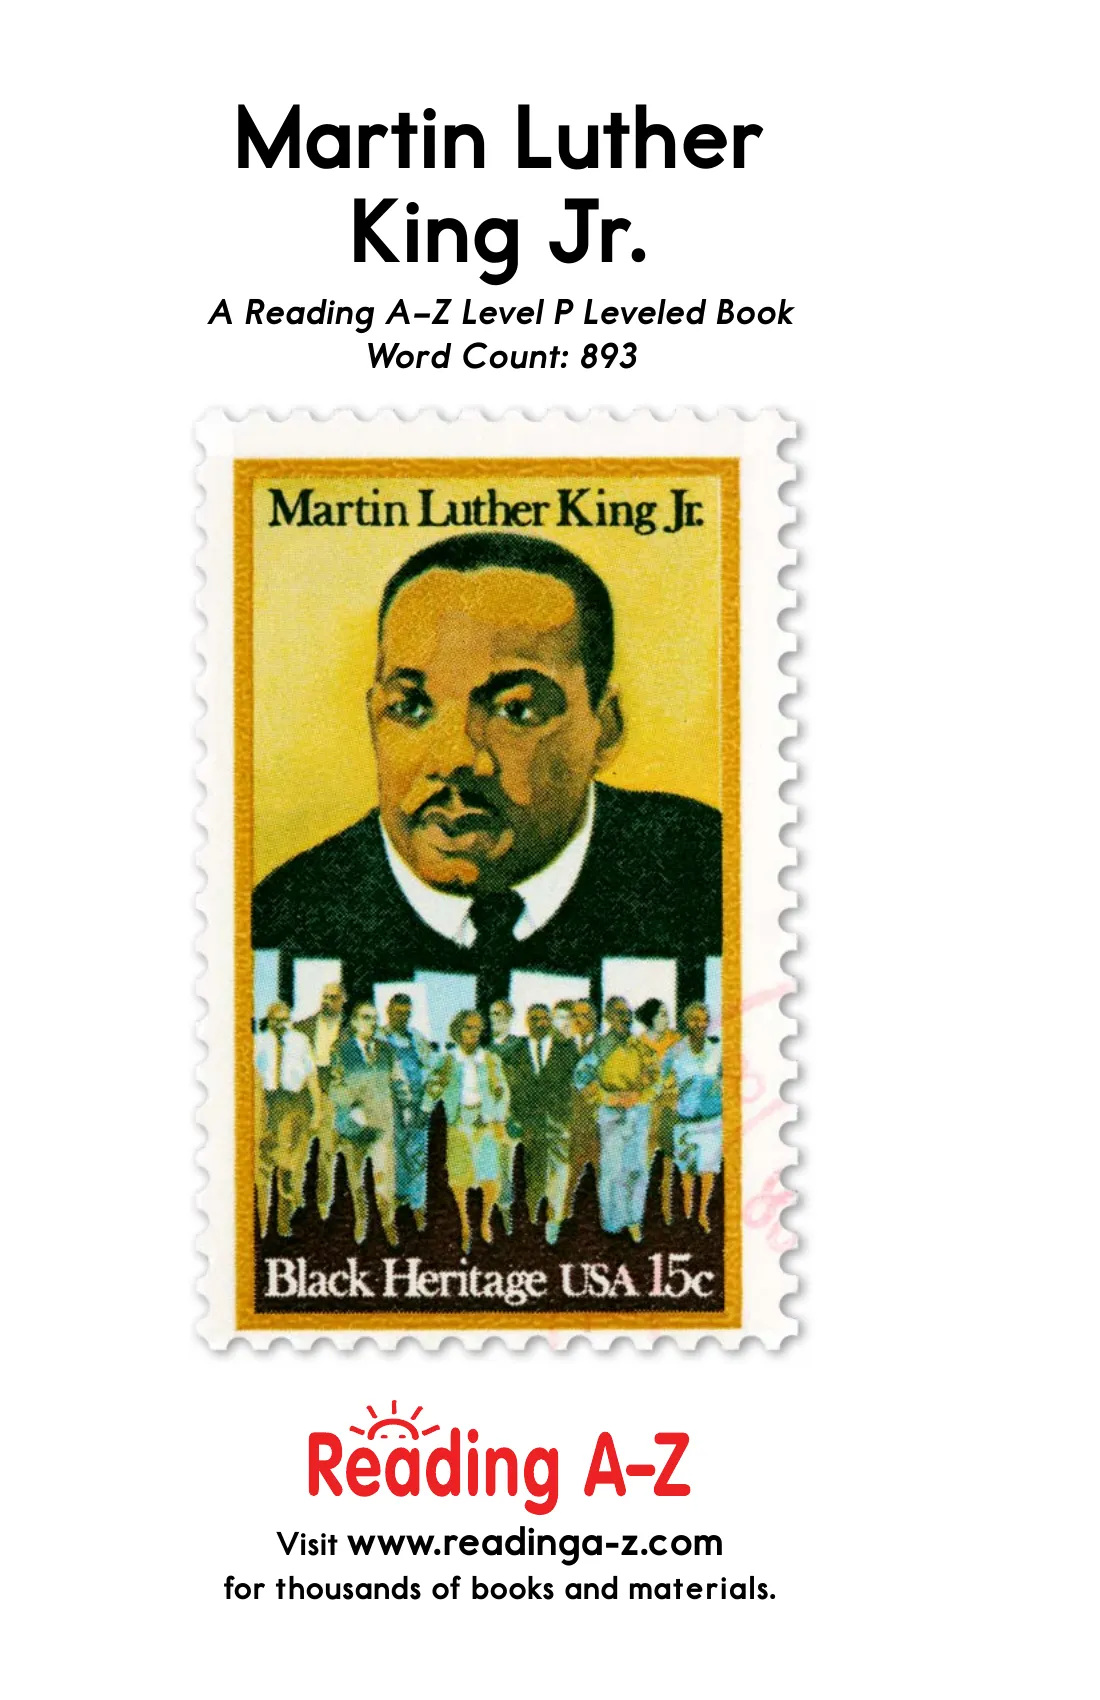 Martin Luther
King Jr.
A Reading A–Z Level P Leveled Book
Word Count: 893
Martin Luther King Jr.
Black Heritage USA 15c
Reading A-Z
Visit www.readinga-z.com
for thousands of books and materials.